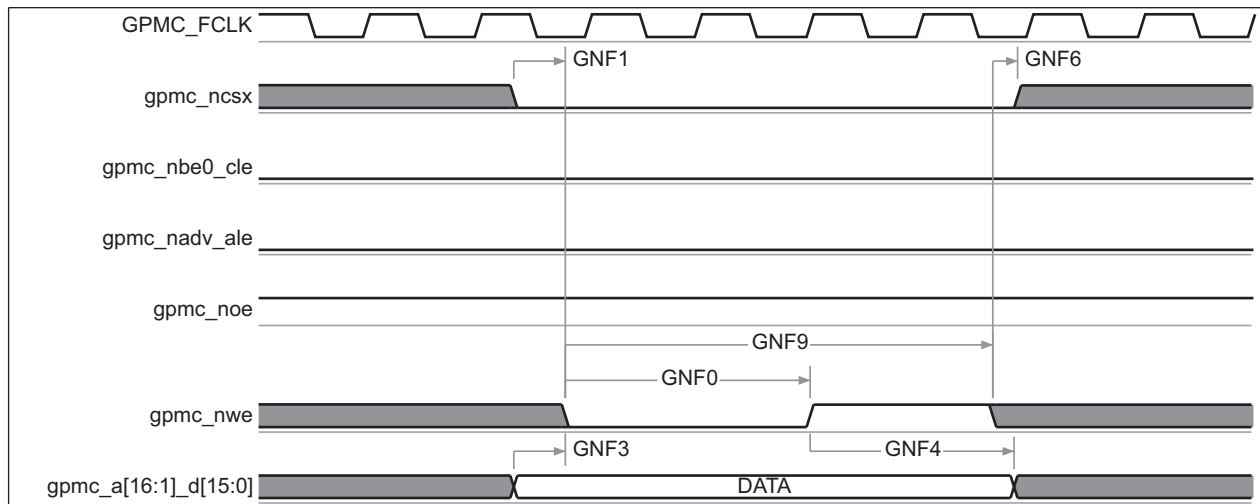 GPMC_FCLK
GNF1
GNF6
gpmc_ncsx
gpmc_nbe0_cle
gpmc_nadv_ale
gpmc_noe
GNF9
GNF0
gpmc_nwe
GNF3
GNF4
gpmc_a[16:1]_d[15:0]
DATA